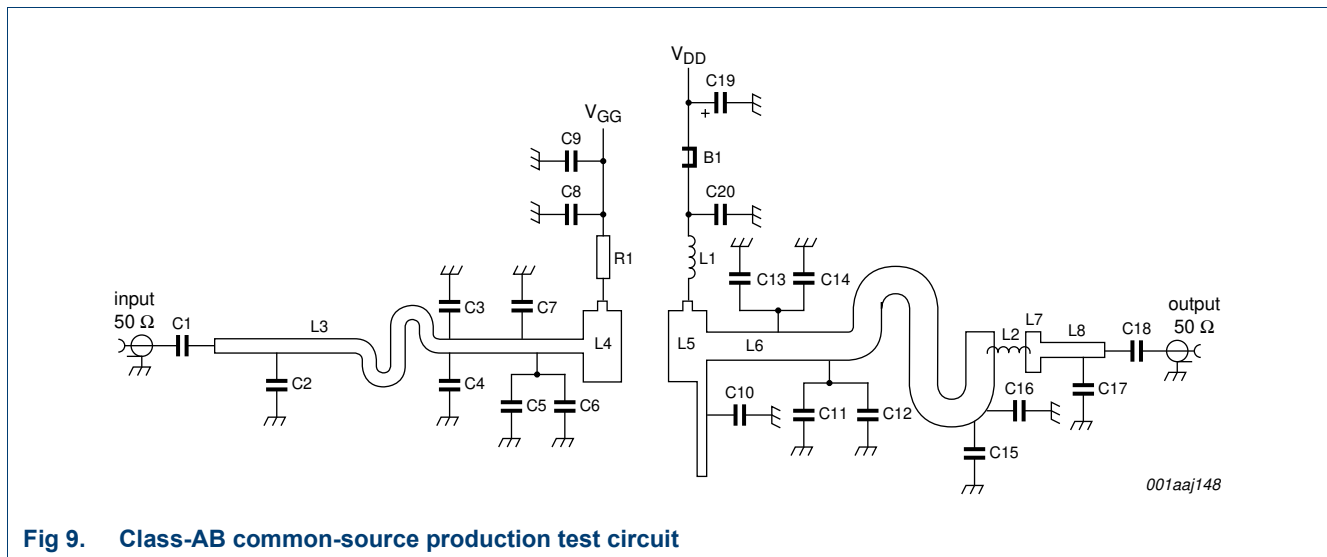 V_DD
C19
+
V_GG
C9
B1
C8
C20
R1
L1
C13
C14
input
50 Ω
C1
L3
C3
C7
L4
L5
L6
L2
L7
L8
C18
output
50 Ω
C2
C4
C5
C6
C10
C11
C12
C16
C17
C15
001aaj148
Fig 9. Class-AB common-source production test circuit